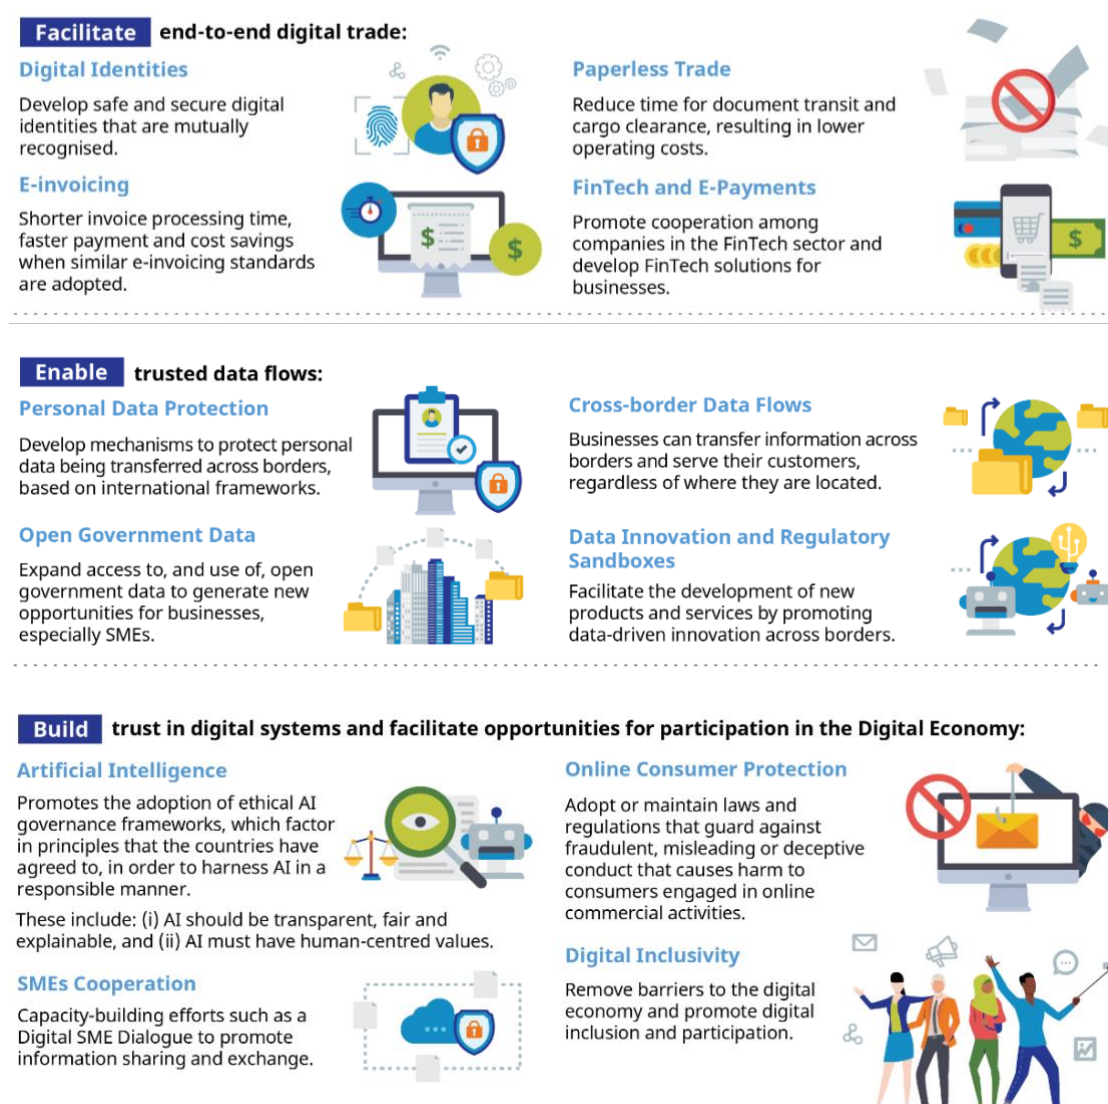 Facilitate end-to-end digital trade:
Digital Identities
Develop safe and secure digital
identities that are mutually
recognised.
Paperless Trade
Reduce time for document transit and
cargo clearance, resulting in lower
operating costs.
E-invoicing
Shorter invoice processing time,
faster payment and cost savings
when similar e-invoicing standards
are adopted.
$
$
FinTech and E-Payments
Promote cooperation among
companies in the FinTech sector and
develop FinTech solutions for
businesses.
$
Enable trusted data flows:
Personal Data Protection
Develop mechanisms to protect personal
data being transferred across borders,
based on international frameworks.
Cross-border Data Flows
Businesses can transfer information across
borders and serve their customers,
regardless of where they are located.
Open Government Data
Expand access to, and use of, open
government data to generate new
opportunities for businesses,
especially SMEs.
Data Innovation and Regulatory
Sandboxes
Facilitate the development of new
products and services by promoting
data-driven innovation across borders.
Build trust in digital systems and facilitate opportunities for participation in the Digital Economy:
Artificial Intelligence
Promotes the adoption of ethical AI
governance frameworks, which factor
in principles that the countries have
agreed to, in order to harness AI in a
responsible manner.
These include: (i) AI should be transparent, fair and
explainable, and (ii) AI must have human-centred values.
Online Consumer Protection
Adopt or maintain laws and
regulations that guard against
fraudulent, misleading or deceptive
conduct that causes harm to
consumers engaged in online
commercial activities.
SMEs Cooperation
Capacity-building efforts such as a
Digital SME Dialogue to promote
information sharing and exchange.
Digital Inclusivity
Remove barriers to the digital
economy and promote digital
inclusion and participation.